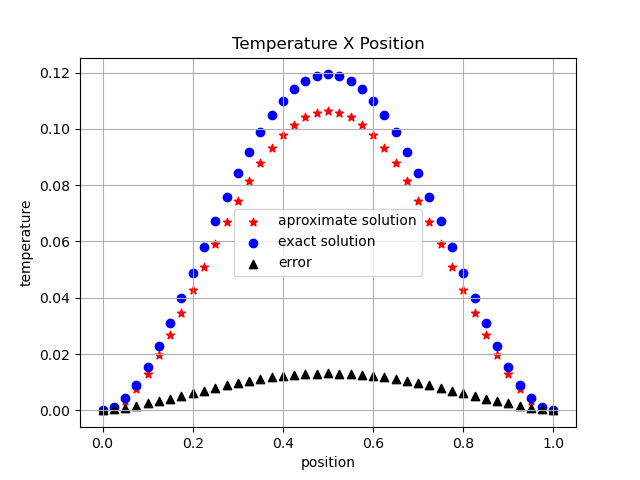 Temperature X Position
0.12
0.10
0.08
0.06
0.04
0.02
0.00
temperature
aproximate solution
exact solution
error
0.0 0.2 0.4 0.6 0.8 1.0
position